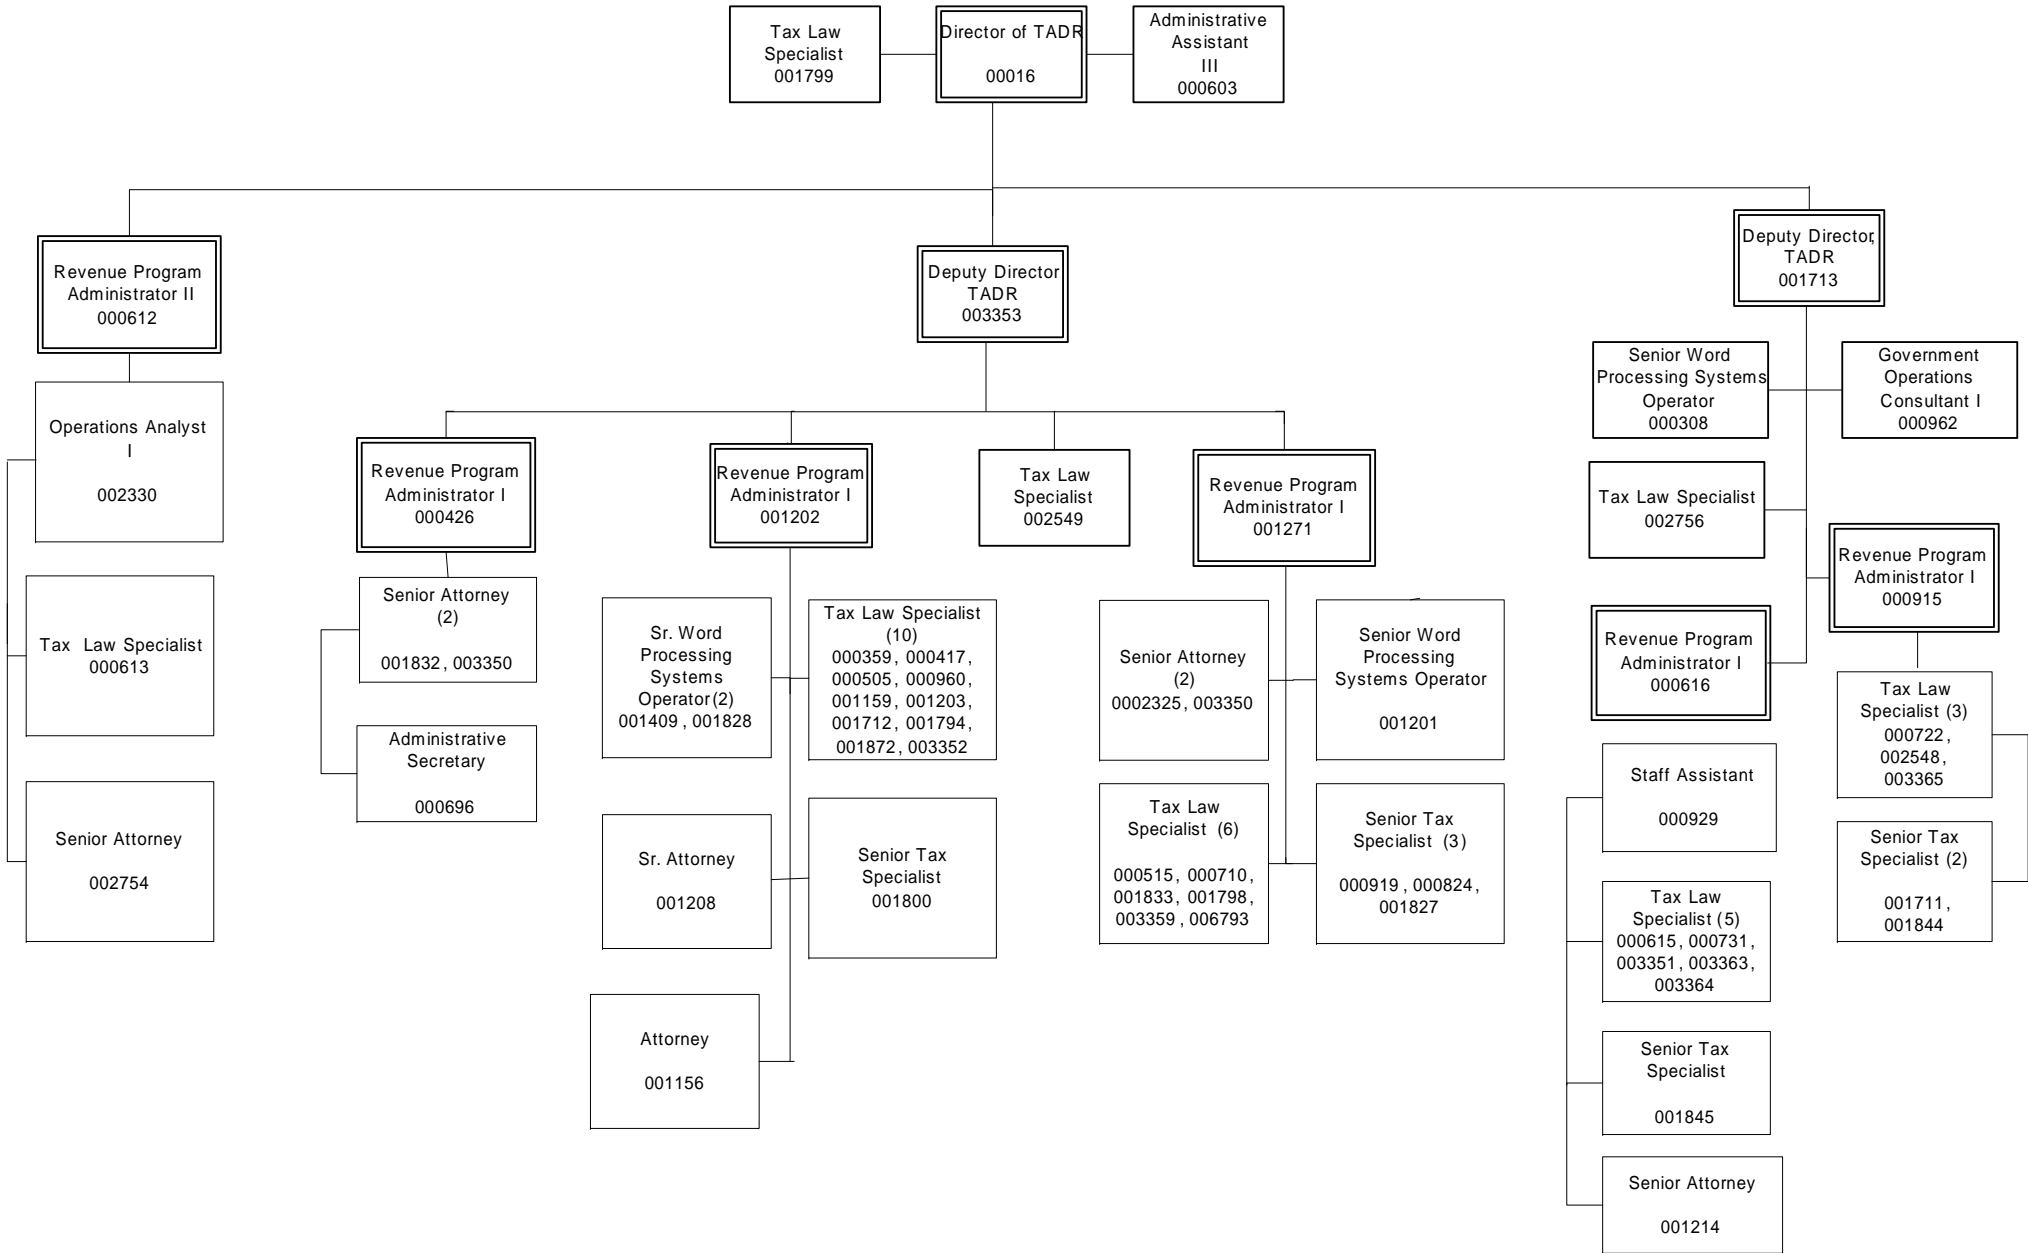 Tax Law
Specialist
001799
Director of TADR
00016
Administrative
Assistant
III
000603
Revenue Program
Administrator II
000612
Deputy Director
TADR
003353
Deputy Director,
TADR
001713
Operations Analyst
I
002330
Tax Law Specialist
000613
Senior Attorney
002754
Revenue Program
Administrator I
000426
Senior Attorney
(2)
001832, 003350
Administrative
Secretary
000696
Revenue Program
Administrator I
001202
Sr. Word
Processing
Systems
Operator(2)
001409, 001828
Tax Law Specialist
(10)
000359, 000417,
000505, 000960,
001159, 001203,
001712, 001794,
001872, 003352
Sr. Attorney
001208
Senior Tax
Specialist
001800
Attorney
001156
Tax Law
Specialist
002549
Revenue Program
Administrator I
001271
Senior Attorney
(2)
0002325, 003350
Senior Word
Processing
Systems Operator
001201
Tax Law
Specialist (6)
000515, 000710,
001833, 001798,
003359, 006793
Senior Tax
Specialist (3)
000919, 000824,
001827
Senior Word
Processing Systems
Operator
000308
Government
Operations
Consultant I
000962
Tax Law Specialist
002756
Revenue Program
Administrator I
000915
Revenue Program
Administrator I
000616
Tax Law
Specialist (3)
000722,
002548,
003365
Senior Tax
Specialist (2)
001711,
001844
Staff Assistant
000929
Tax Law
Specialist (5)
000615, 000731,
003351, 003363,
003364
Senior Tax
Specialist
001845
Senior Attorney
001214